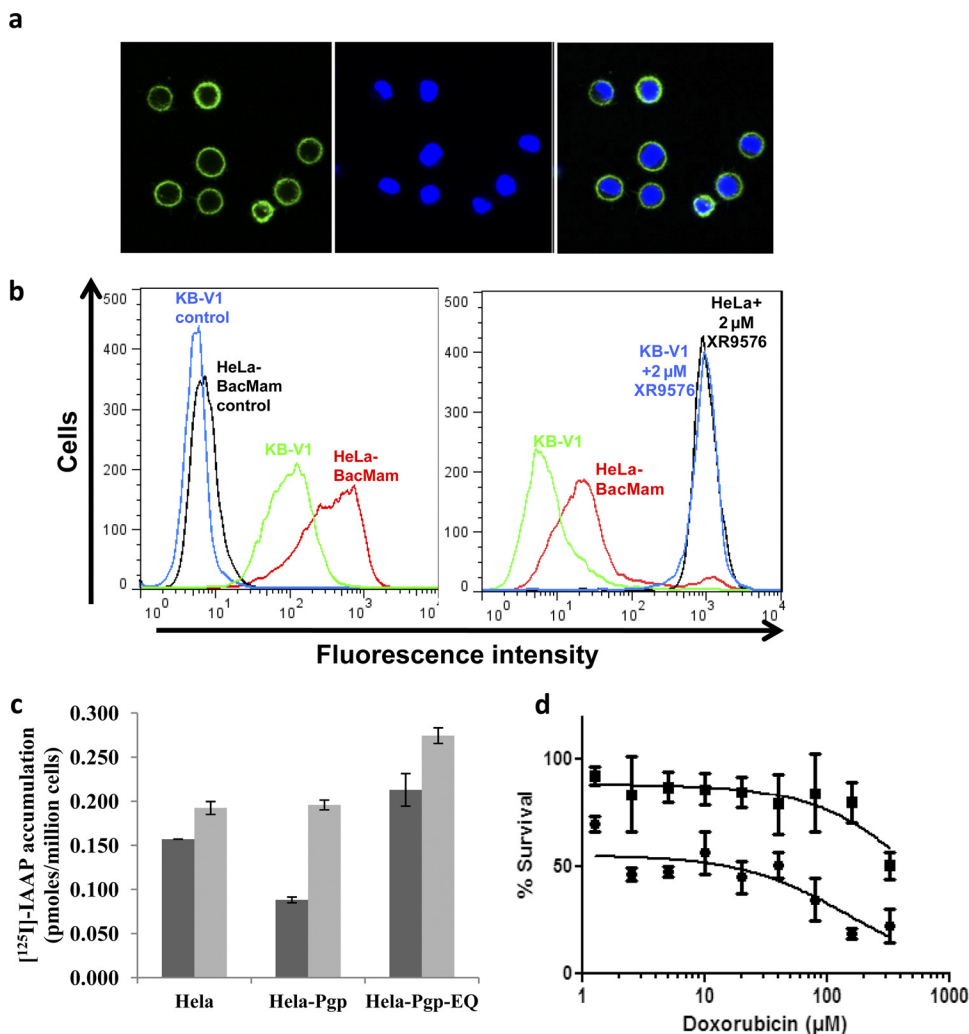 a
b
Cells
500
400
300
200
100
0
KB-V1
control
HeLa-
BacMam
control
KB-V1
HeLa-
BacMam
10⁰
10¹
10²
10³
10⁴
500
400
300
200
100
0
HeLa+
2 µM
XR9576
KB-V1
+2 µM
XR9576
KB-V1
HeLa-
BacMam
10⁰
10¹
10²
10³
10⁴
Fluorescence intensity
c
[¹²⁵I]-IAAP accumulation
(pmoles/million cells)
0.300
0.250
0.200
0.150
0.100
0.050
0.000
Hela
Hela-Pgp
Hela-Pgp-EQ
d
% Survival
100
50
0
1
10
100
1000
Doxorubicin (µM)